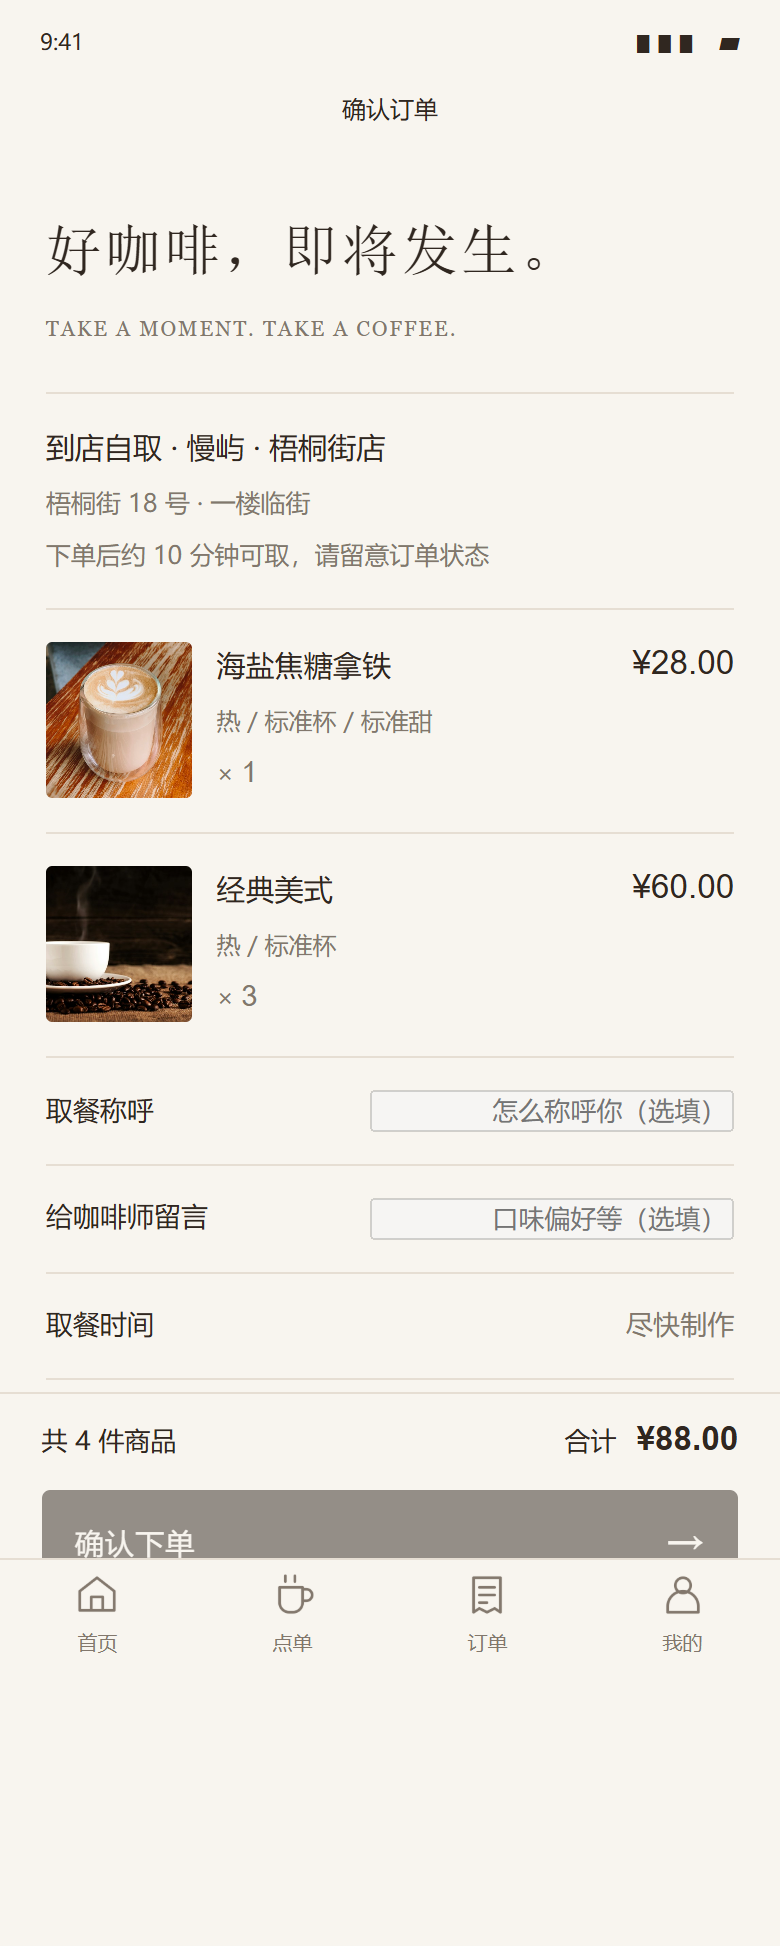 9:41
确认订单
好咖啡，即将发生。
TAKE A MOMENT. TAKE A COFFEE.
到店自取 · 慢屿 · 梧桐街店
梧桐街 18 号 · 一楼临街
下单后约 10 分钟可取，请留意订单状态
海盐焦糖拿铁 ¥28.00
热 / 标准杯 / 标准甜
× 1
经典美式 ¥60.00
热 / 标准杯
× 3
取餐称呼 怎么称呼你（选填）
给咖啡师留言 口味偏好等（选填）
取餐时间 尽快制作
共 4 件商品 合计 ¥88.00
确认下单 →
首页 点单 订单 我的